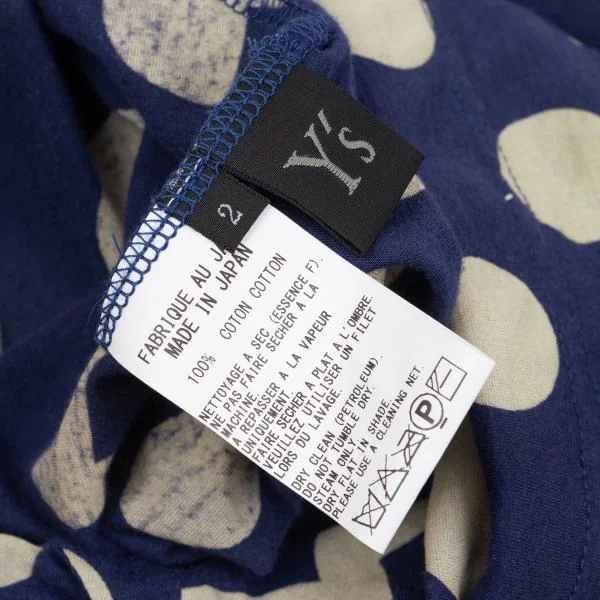 Y's
2
FABRIQUE AU JA
MADE IN JAPAN
100% COTON COTTON
NETTOYAGE A SEC (ESSENCE F).
NE PAS FAIRE SECHER A LA
MACHINE.
A REPASSER A LA VAPEUR
UNIQUEMENT.
FAIRE SECHER A PLAT A L'OMBRE.
VEUILLEZ UTILISER UN FILET
LORS DU LAVAGE.
DRY CLEAN (PETROLEUM).
DO NOT TUMBLE DRY.
STEAM ONLY.
DRY FLAT IN SHADE.
PLEASE USE A CLEANING NET.
P